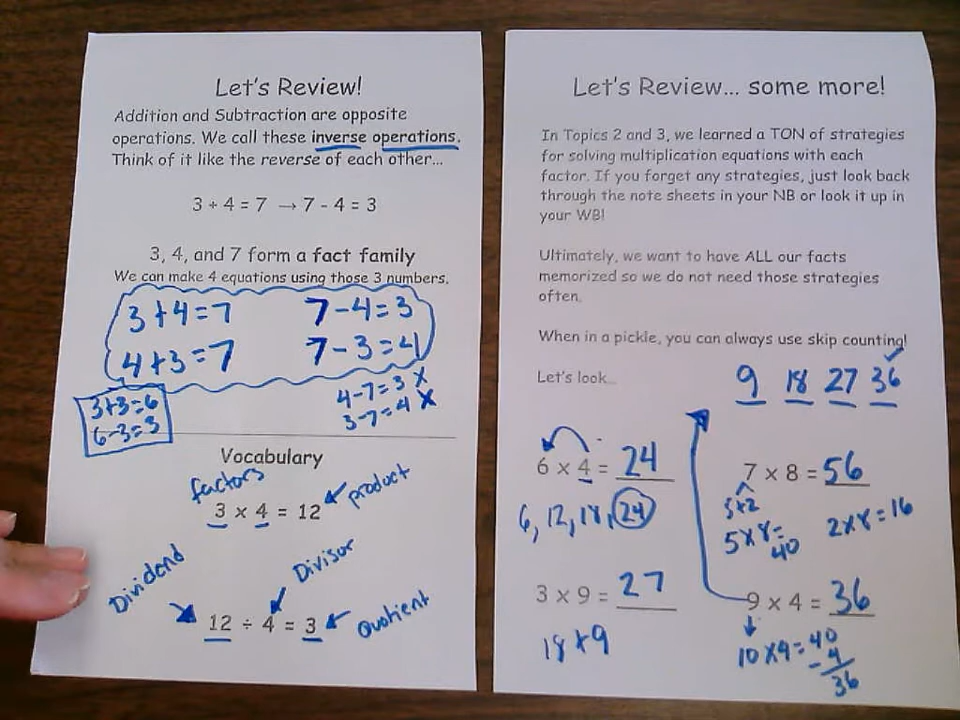 Let's Review!
Addition and Subtraction are opposite
operations. We call these inverse operations.
Think of it like the reverse of each other...
3 + 4 = 7 → 7 - 4 = 3
3, 4, and 7 form a fact family
We can make 4 equations using those 3 numbers.
3+4=7 7-4=3
4+3=7 7-3=4
3+3=6
6-3=3
4-7=3 x
3-7=4 x
Vocabulary
factors
product
3 x 4 = 12
Dividend
Divisor
12 ÷ 4 = 3
Quotient
Let's Review... some more!
In Topics 2 and 3, we learned a TON of strategies
for solving multiplication equations with each
factor. If you forget any strategies, just look back
through the note sheets in your NB or look it up in
your WB!
Ultimately, we want to have ALL our facts
memorized so we do not need those strategies
often.
When in a pickle, you can always use skip counting!
Let's look...
9 18 27 36
6 x 4 = 24
6, 12, 18, 24
7 x 8 = 56
5+2
5x8=
40
2x8=16
3 x 9 = 27
18+9
9 x 4 = 36
10x9=40
-4
36